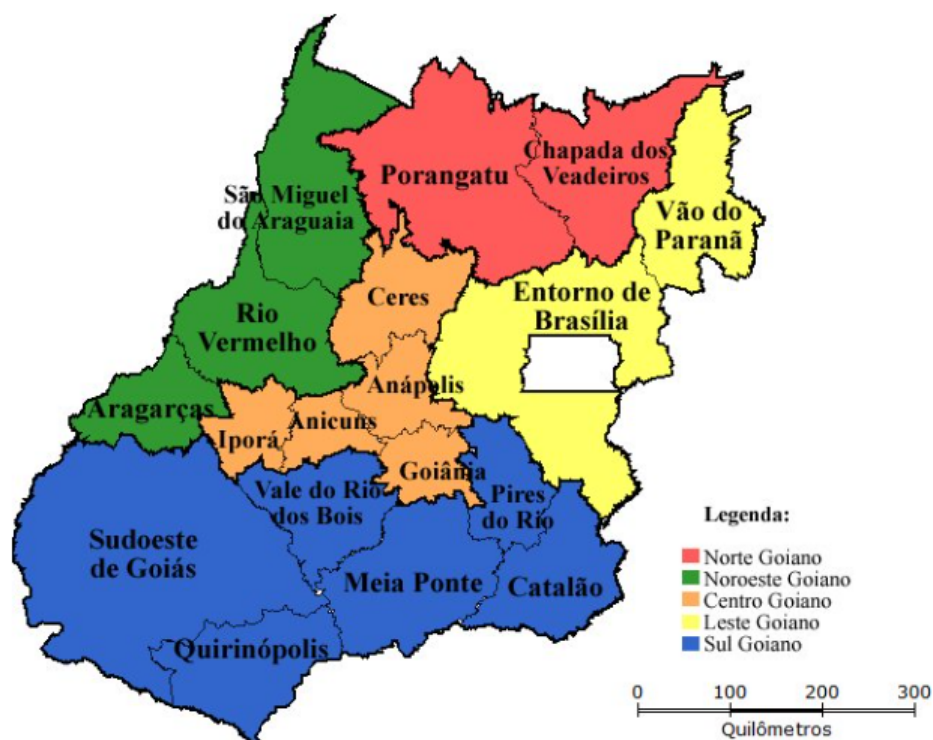 Porangatu
Chapada dos
Veadeiros
São Miguel
do Araguaia
Vão do
Paranã
Ceres
Entorno de
Brasília
Rio
Vermelho
Anápolis
Aragarças
Iporá
Anicuns
Goiânia
Vale do Rio
dos Bois
Pires
do Rio
Sudoeste
de Goiás
Meia Ponte
Catalão
Quirinópolis
Legenda:
Norte Goiano
Noroeste Goiano
Centro Goiano
Leste Goiano
Sul Goiano
0 100 200 300
Quilômetros